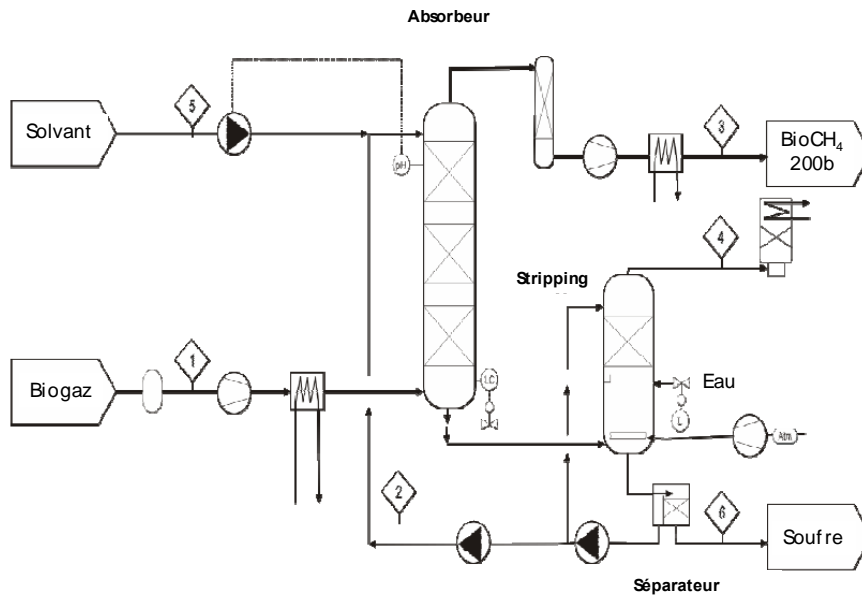 Absorbeur
5
Solvant
pH
3
BioCH4
200b
4
Stripping
1
Biogaz
LC
Eau
L
Atm
2
6
Soufre
Séparateur